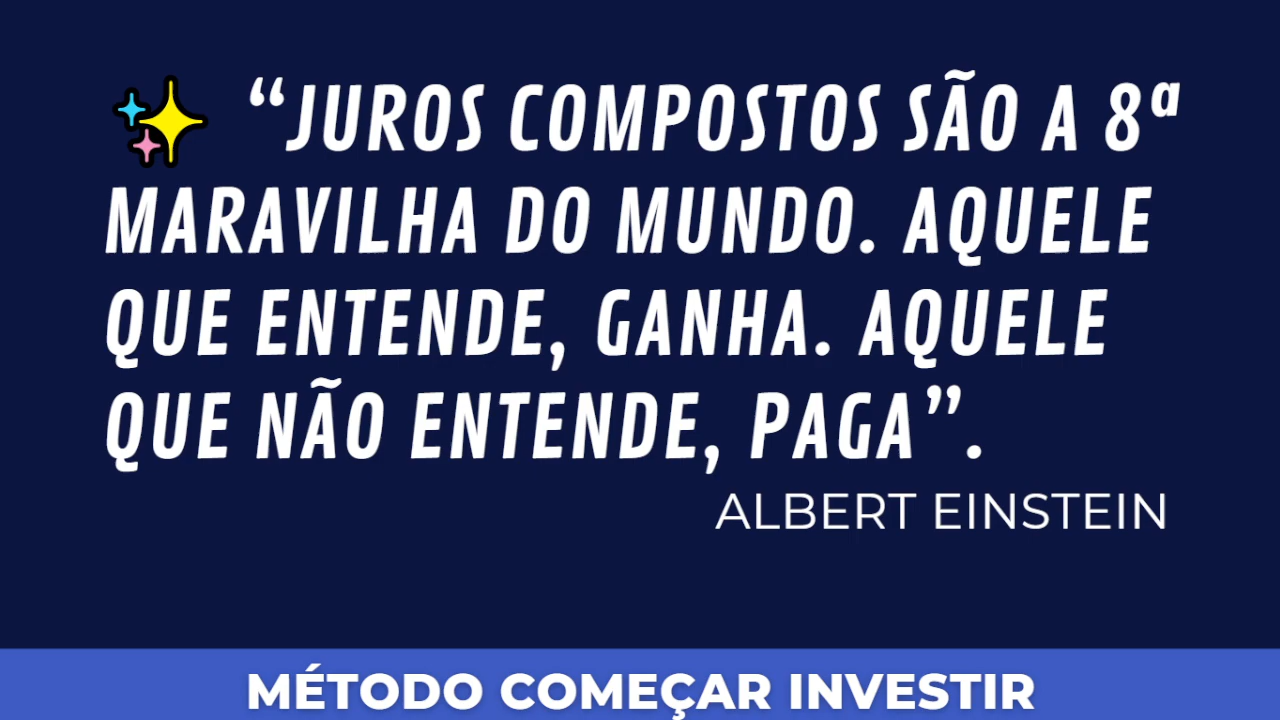 “JUROS COMPOSTOS SÃO A 8ª
MARAVILHA DO MUNDO. AQUELE
QUE ENTENDE, GANHA. AQUELE
QUE NÃO ENTENDE, PAGA”.
ALBERT EINSTEIN
MÉTODO COMEÇAR INVESTIR